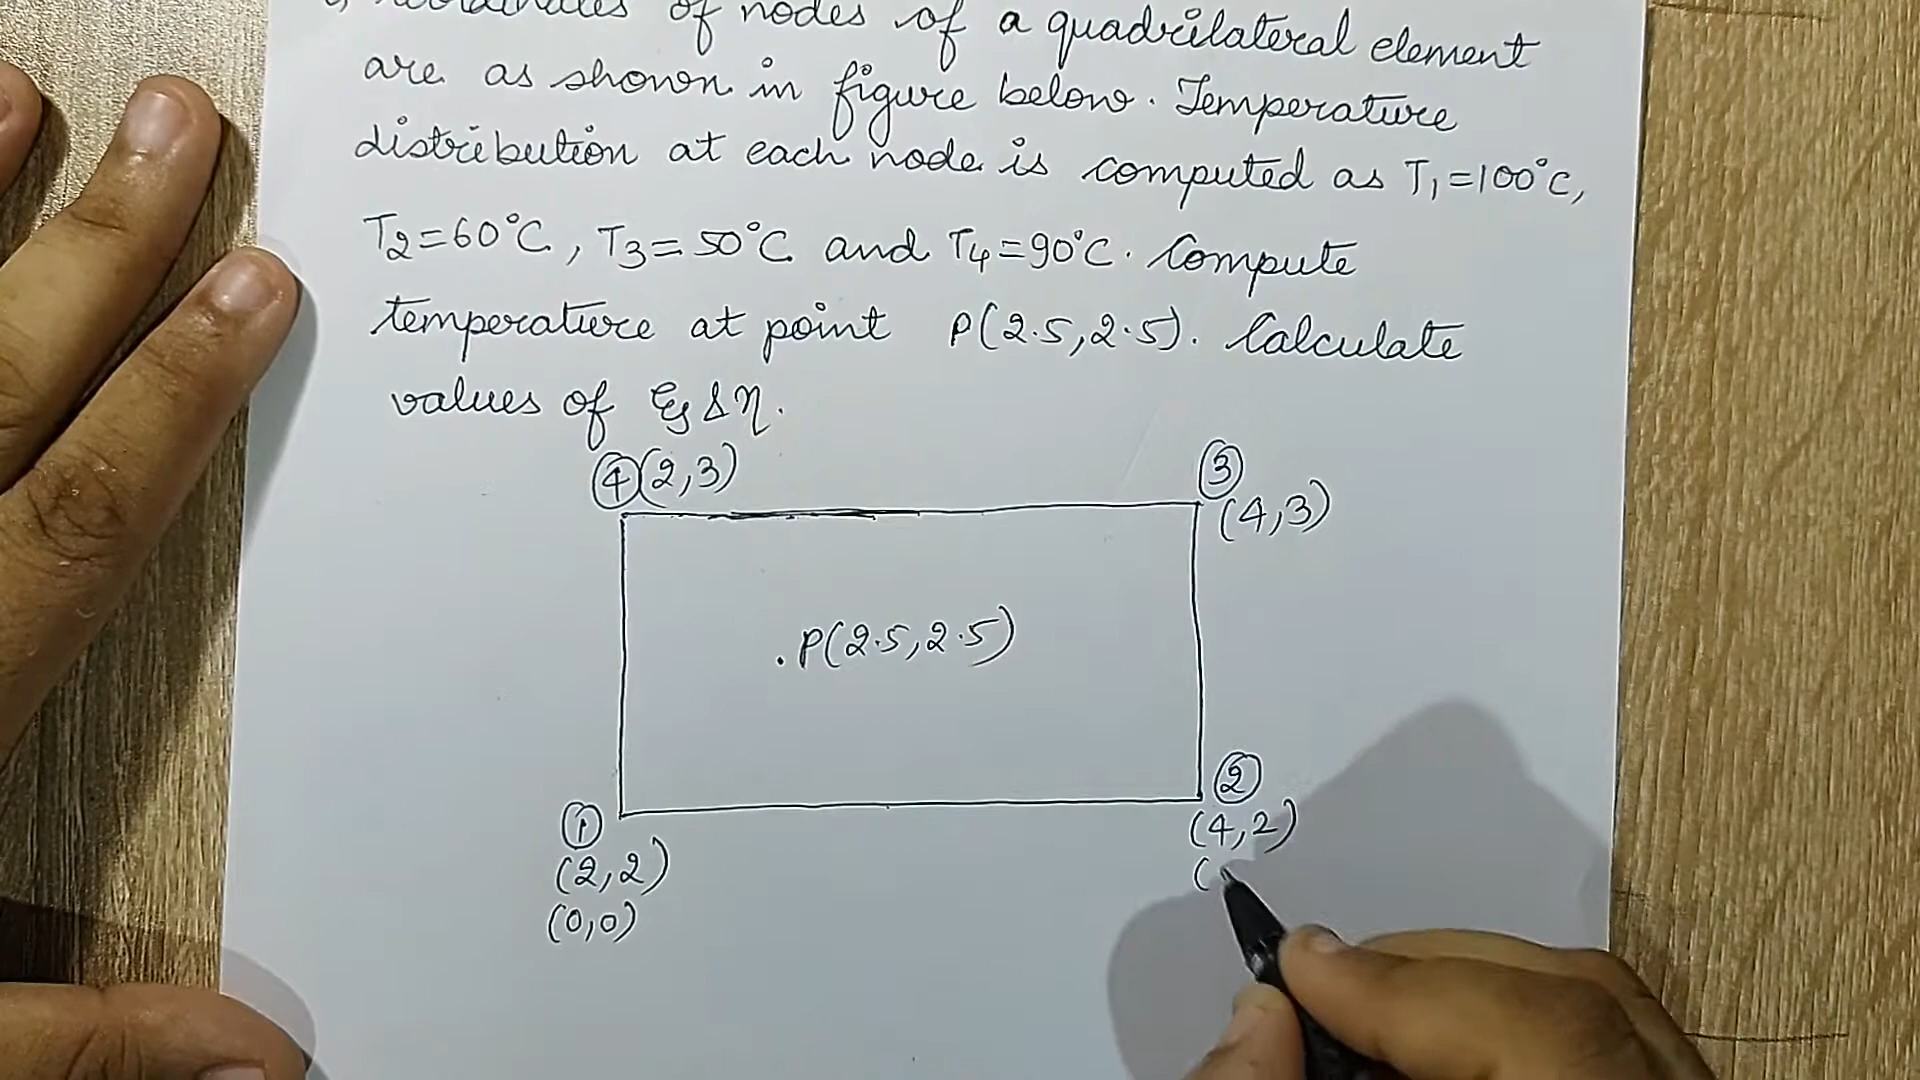 coordinates of nodes of a quadrilateral element
are as shown in figure below. Temperature
distribution at each node is computed as T1=100°C,
T2=60°C, T3=50°C and T4=90°C. Compute
temperature at point P(2.5,2.5). Calculate
values of ξ & η.
④(2,3)
③
(4,3)
.P(2.5,2.5)
②
(4,2)
(
①
(2,2)
(0,0)